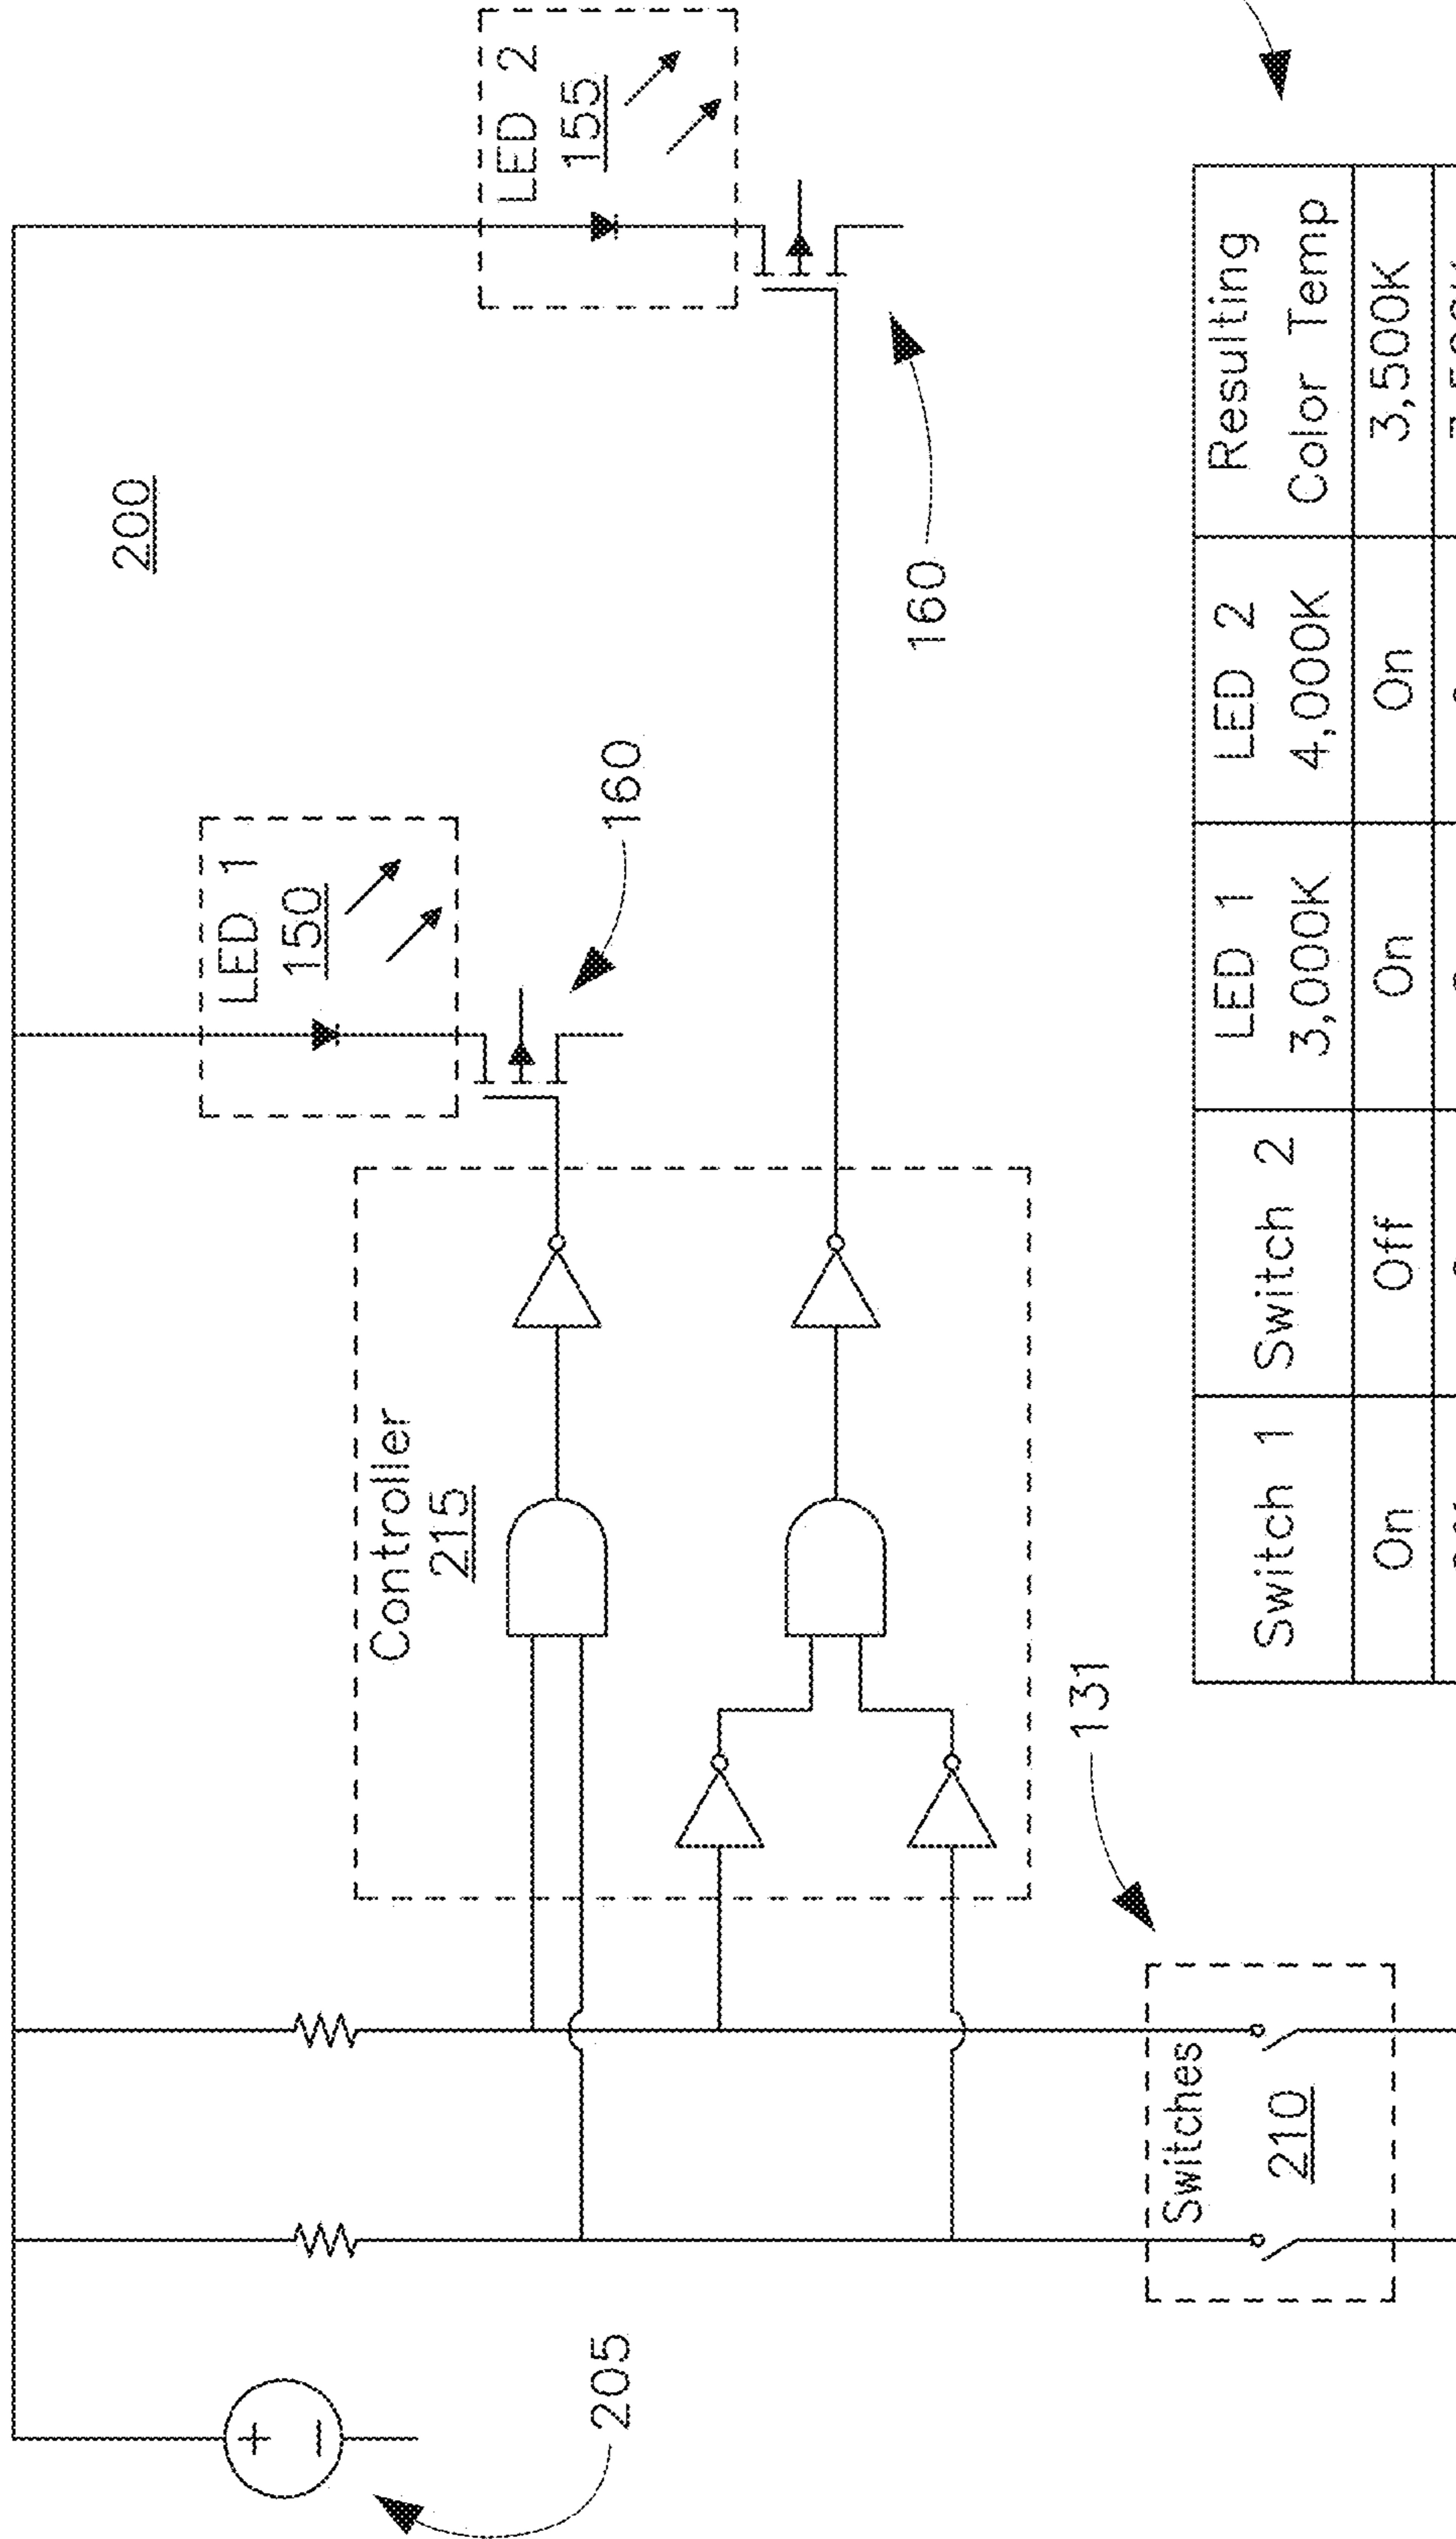 200
LED 1
150
LED 2
155
160
160
Controller
215
Switches
210
131
205
+
−
Switch 1 Switch 2 LED 1 3,000K LED 2 4,000K Resulting Color Temp
On Off On On 3,500K